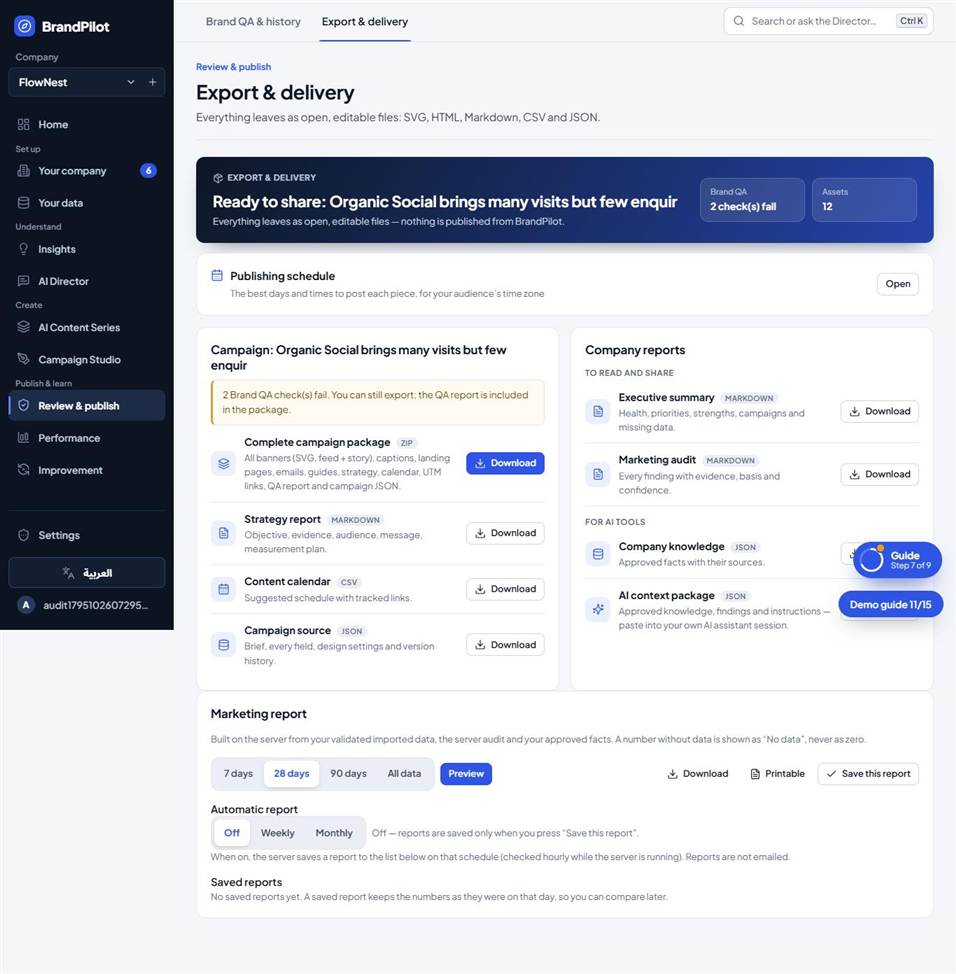 BrandPilot
Company
FlowNest
Home
Set up
Your company
6
Your data
Understand
Insights
AI Director
Create
AI Content Series
Campaign Studio
Publish & learn
Review & publish
Performance
Improvement
Settings
العربية
A
audit1795102607295...
Brand QA & history
Export & delivery
Search or ask the Director...
Ctrl K
Review & publish
Export & delivery
Everything leaves as open, editable files: SVG, HTML, Markdown, CSV and JSON.
EXPORT & DELIVERY
Ready to share: Organic Social brings many visits but few enquir
Everything leaves as open, editable files — nothing is published from BrandPilot.
Brand QA
2 check(s) fail
Assets
12
Publishing schedule
The best days and times to post each piece, for your audience's time zone
Open
Campaign: Organic Social brings many visits but few
enquir
2 Brand QA check(s) fail. You can still export; the QA report is included
in the package.
Complete campaign package ZIP
All banners (SVG, feed + story), captions, landing
pages, emails, guides, strategy, calendar, UTM
links, QA report and campaign JSON.
Download
Strategy report MARKDOWN
Objective, evidence, audience, message,
measurement plan.
Download
Content calendar CSV
Suggested schedule with tracked links.
Download
Campaign source JSON
Brief, every field, design settings and version
history.
Download
Company reports
TO READ AND SHARE
Executive summary MARKDOWN
Health, priorities, strengths, campaigns and
missing data.
Download
Marketing audit MARKDOWN
Every finding with evidence, basis and
confidence.
Download
FOR AI TOOLS
Company knowledge JSON
Approved facts with their sources.
AI context package JSON
Approved knowledge, findings and instructions —
paste into your own AI assistant session.
Guide
Step 7 of 9
Demo guide 11/15
Marketing report
Built on the server from your validated imported data, the server audit and your approved facts. A number without data is shown as "No data", never as zero.
7 days
28 days
90 days
All data
Preview
Download
Printable
Save this report
Automatic report
Off
Weekly
Monthly
Off — reports are saved only when you press "Save this report".
When on, the server saves a report to the list below on that schedule (checked hourly while the server is running). Reports are not emailed.
Saved reports
No saved reports yet. A saved report keeps the numbers as they were on that day, so you can compare later.